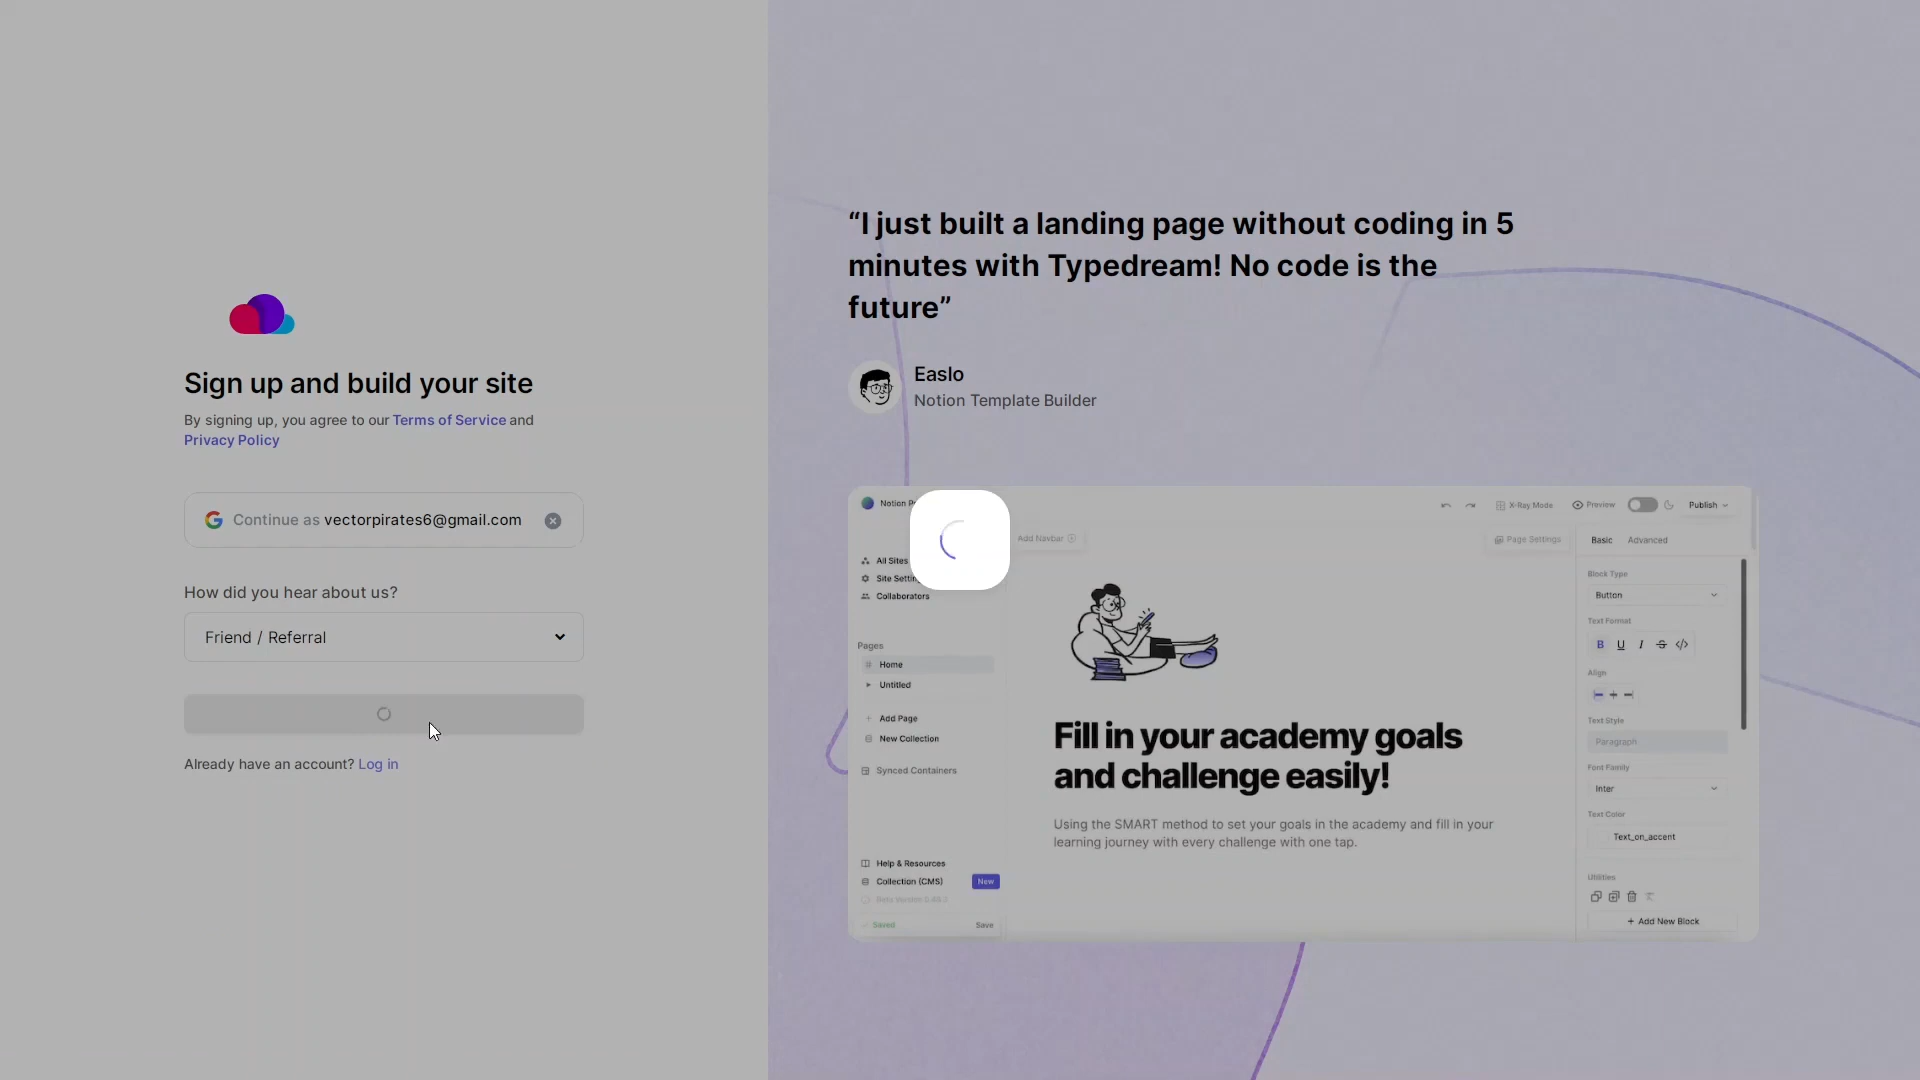 Sign up and build your site
By signing up, you agree to our Terms of Service and
Privacy Policy
Continue as vectorpirates6@gmail.com
How did you hear about us?
Friend / Referral
Already have an account? Log in
“I just built a landing page without coding in 5
minutes with Typedream! No code is the
future”
Easlo
Notion Template Builder
Notion
X-Ray Mode
Preview
Publish
All Sites
Site
Collaborators
Pages
Home
Untitled
Add Page
New Collection
Synced Containers
Help & Resources
Collection (CMS)
New
Saved
Save
Add Navbar
Page Settings
Fill in your academy goals
and challenge easily!
Using the SMART method to set your goals in the academy and fill in your
learning journey with every challenge with one tap.
Basic
Advanced
Block Type
Button
Text Format
B U I S </>
Align
Text Style
Paragraph
Font Family
Inter
Text Color
Text_on_accent
Utilities
+ Add New Block